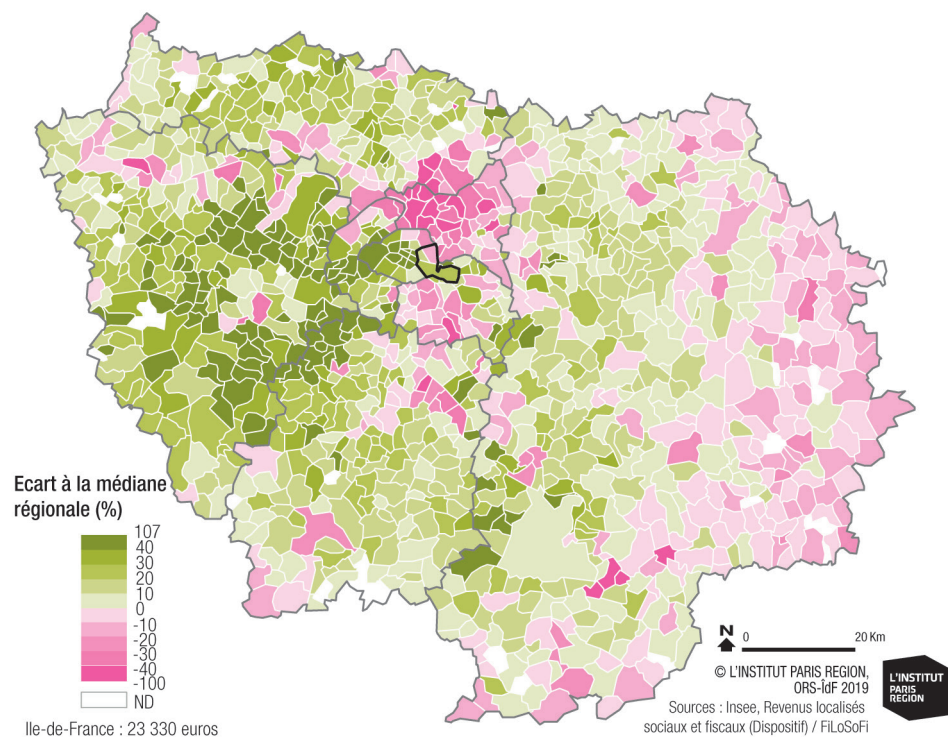 Ecart à la médiane
régionale (%)
107
40
30
20
10
0
-10
-20
-30
-40
-100
ND
Ile-de-France : 23 330 euros
N
0 20 Km
© L'INSTITUT PARIS REGION,
ORS-ÎdF 2019
Sources : Insee, Revenus localisés
sociaux et fiscaux (Dispositif) / FiLoSoFi
L'INSTITUT
PARIS
REGION